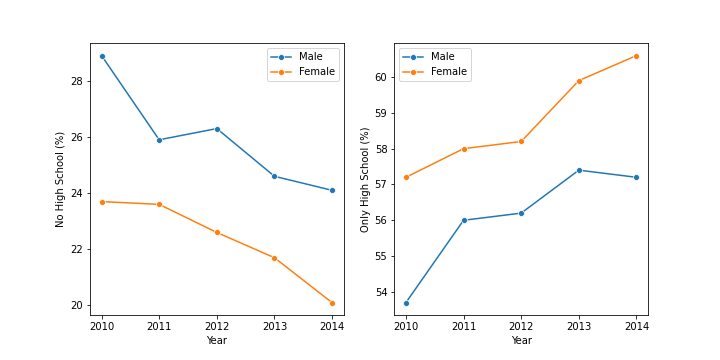 No High School (%)
28
26
24
22
20
Male
Female
2010 2011 2012 2013 2014
Year
Only High School (%)
60
59
58
57
56
55
54
Male
Female
2010 2011 2012 2013 2014
Year